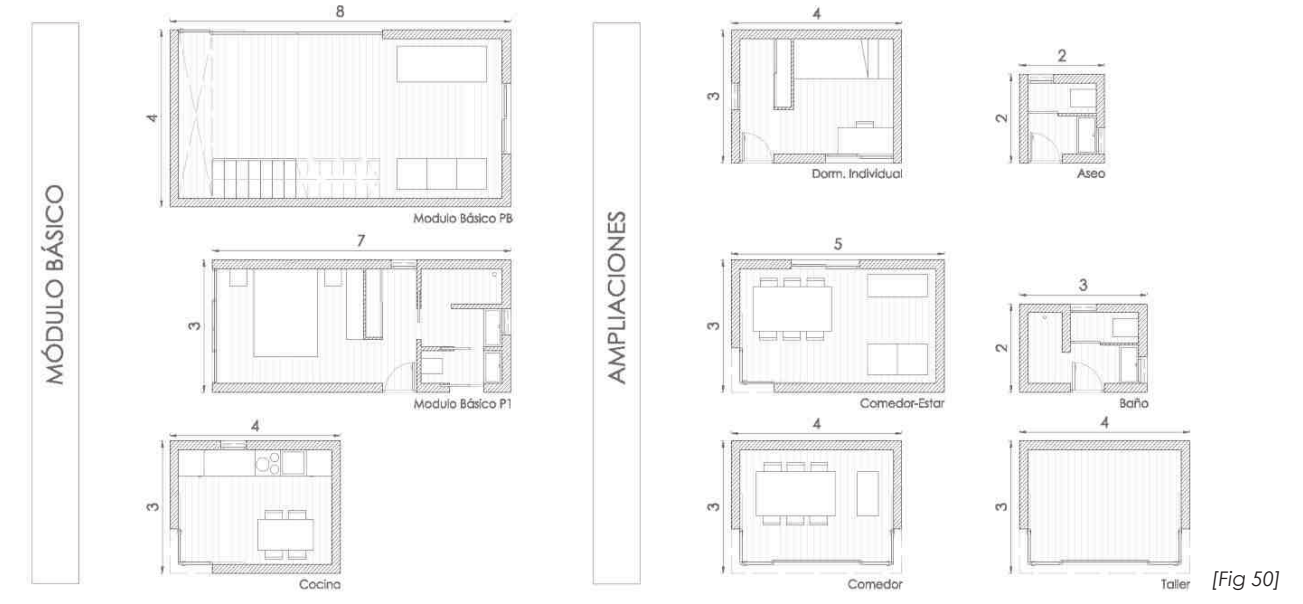 MÓDULO BÁSICO
8
4
Modulo Básico PB
7
3
Modulo Básico P1
4
3
Cocina
AMPLIACIONES
4
3
Dorm. Individual
2
2
Aseo
5
3
Comedor-Estar
3
2
Baño
4
3
Comedor
4
3
Taller
[Fig 50]